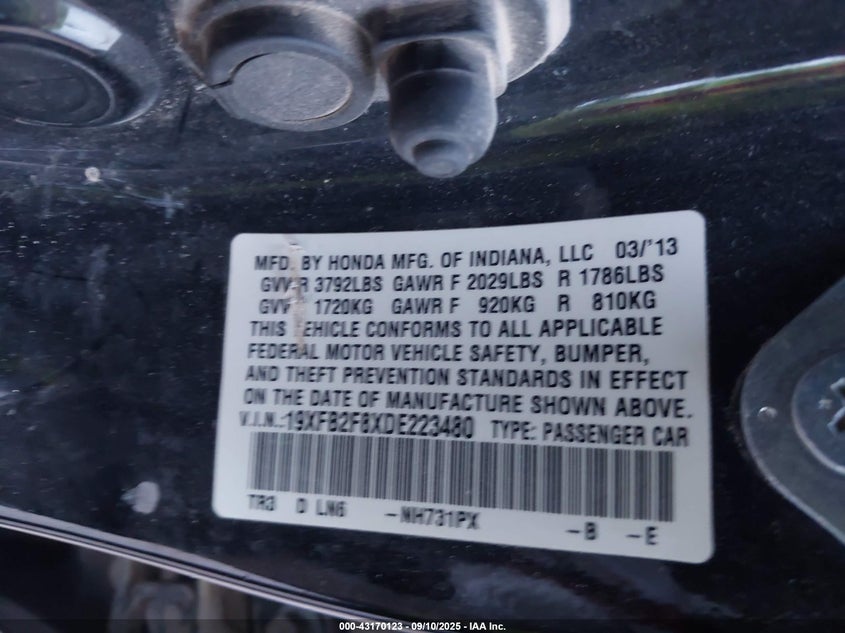 MFD. BY HONDA MFG. OF INDIANA, LLC 03/'13
GVWR 3792LBS GAWR F 2029LBS R 1786LBS
GVW 1720KG GAWR F 920KG R 810KG
THIS VEHICLE CONFORMS TO ALL APPLICABLE
FEDERAL MOTOR VEHICLE SAFETY, BUMPER,
AND THEFT PREVENTION STANDARDS IN EFFECT
ON THE DATE OF MANUFACTURE SHOWN ABOVE.
V.I.N.:19XFB2F8XDE223480 TYPE: PASSENGER CAR
TR3 D LN6 -NH731PX -B -E
000-43170123 - 09/10/2025 - IAA Inc.